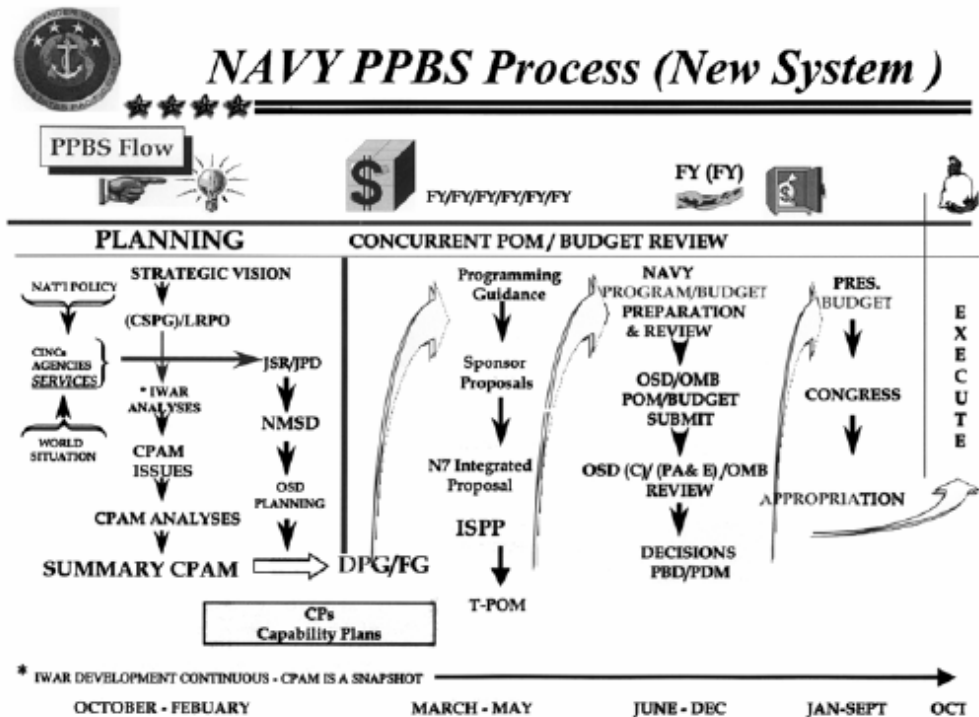 NAVY PPBS Process (New System )
PPBS Flow
$
FY/FY/FY/FY/FY/FY
FY (FY)
$
PLANNING
CONCURRENT POM / BUDGET REVIEW
STRATEGIC VISION
NAT'I POLICY
(CSPG)/LRPO
CINCs
AGENCIES
SERVICES
JSR/JPD
* IWAR
ANALYSES
NMSD
WORLD
SITUATION
CPAM
ISSUES
OSD
PLANNING
CPAM ANALYSES
SUMMARY CPAM
DPG/FG
CPs
Capability Plans
Programming
Guidance
Sponsor
Proposals
N7 Integrated
Proposal
ISPP
T-POM
NAVY
PROGRAM/BUDGET
PREPARATION
& REVIEW
OSD/OMB
POM/BUDGET
SUBMIT
OSD (C)/ (PA& E) /OMB
REVIEW
DECISIONS
PBD/PDM
PRES.
BUDGET
CONGRESS
APPROPRIATION
EXECUTE
* IWAR DEVELOPMENT CONTINUOUS - CPAM IS A SNAPSHOT
OCTOBER - FEBUARY
MARCH - MAY
JUNE - DEC
JAN-SEPT
OCT